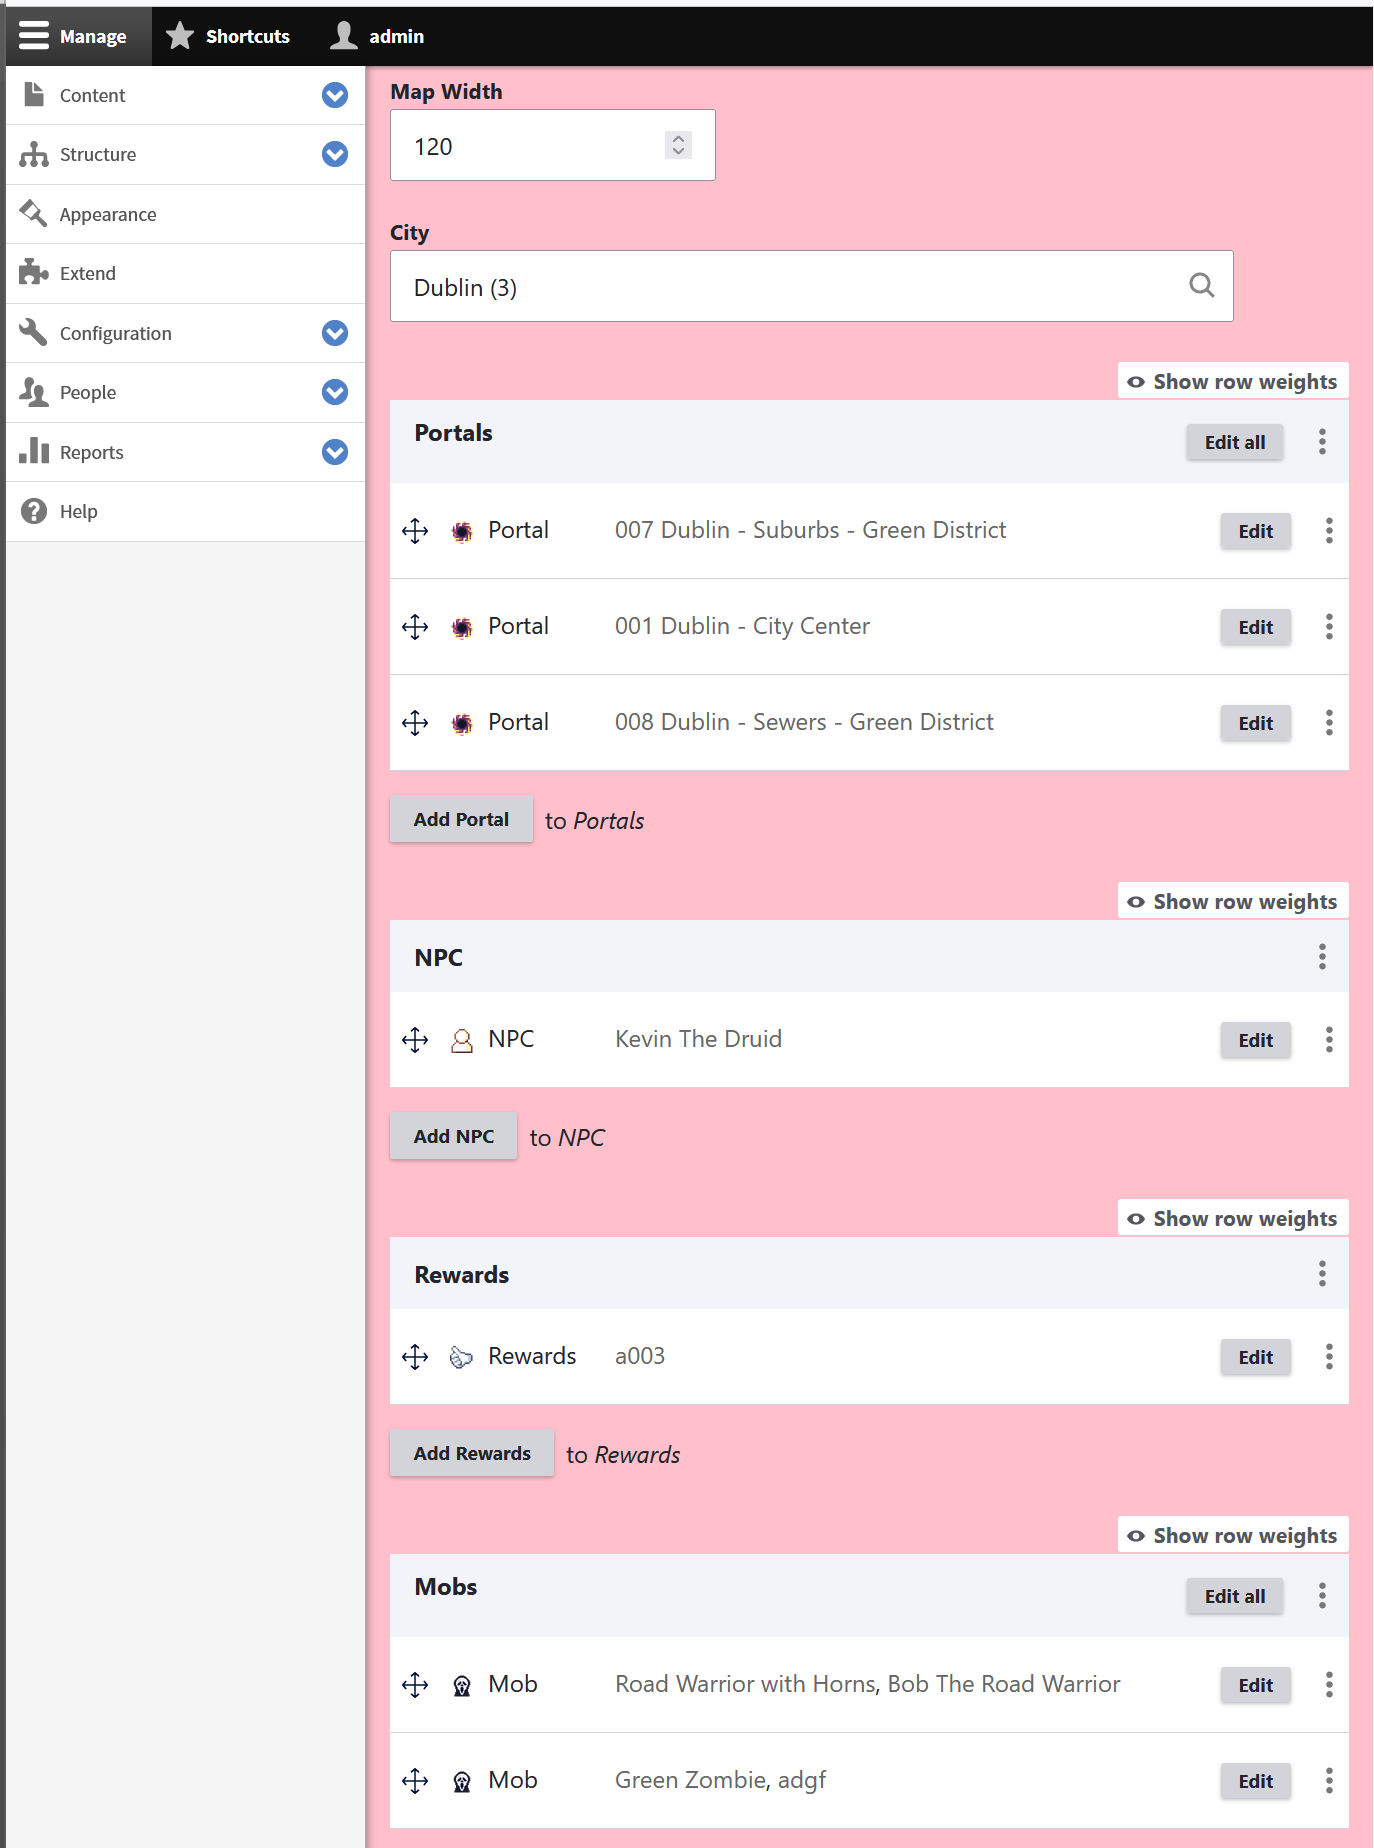 Manage Shortcuts admin
Content
Structure
Appearance
Extend
Configuration
People
Reports
Help
Map Width
120
City
Dublin (3)
Show row weights
Portals Edit all
Portal 007 Dublin - Suburbs - Green District Edit
Portal 001 Dublin - City Center Edit
Portal 008 Dublin - Sewers - Green District Edit
Add Portal to Portals
Show row weights
NPC
NPC Kevin The Druid Edit
Add NPC to NPC
Show row weights
Rewards
Rewards a003 Edit
Add Rewards to Rewards
Show row weights
Mobs Edit all
Mob Road Warrior with Horns, Bob The Road Warrior Edit
Mob Green Zombie, adgf Edit